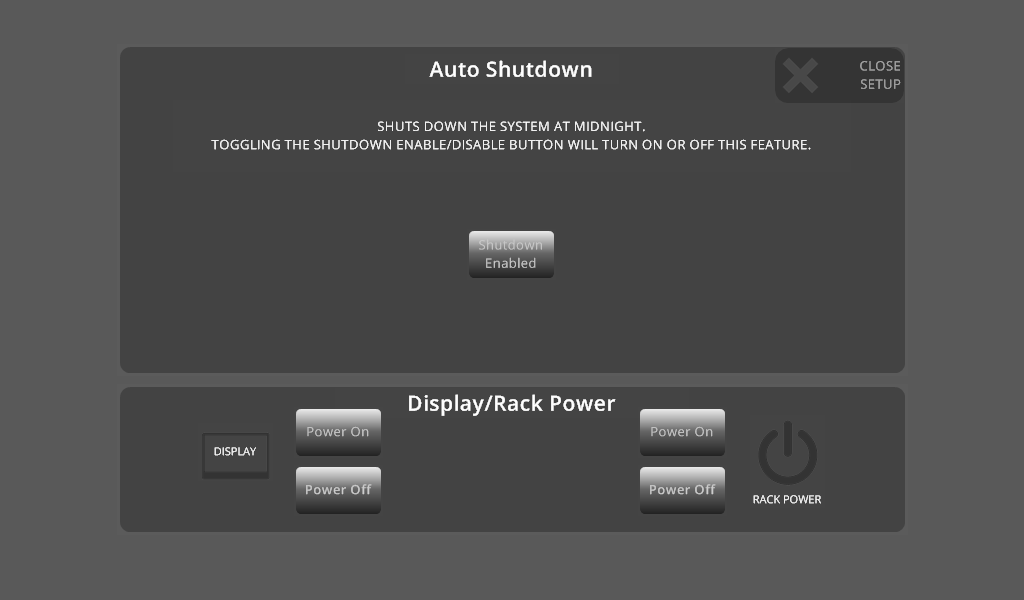 Auto Shutdown
CLOSE
SETUP
SHUTS DOWN THE SYSTEM AT MIDNIGHT.
TOGGLING THE SHUTDOWN ENABLE/DISABLE BUTTON WILL TURN ON OR OFF THIS FEATURE.
Shutdown
Enabled
Display/Rack Power
DISPLAY
Power On
Power Off
Power On
Power Off
RACK POWER